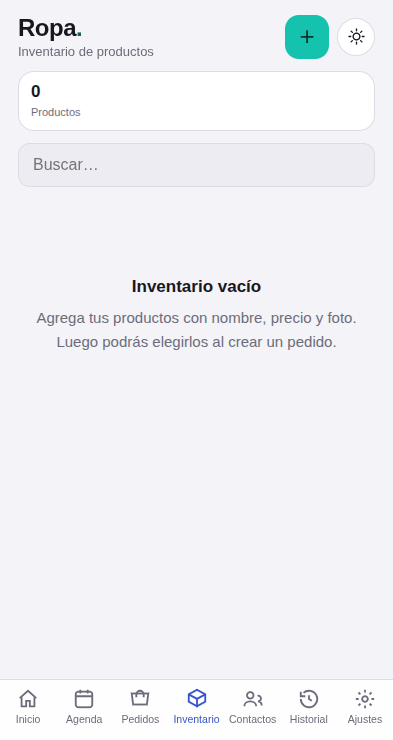 Ropa.
Inventario de productos
0
Productos
Buscar…
Inventario vacío
Agrega tus productos con nombre, precio y foto.
Luego podrás elegirlos al crear un pedido.
Inicio
Agenda
Pedidos
Inventario
Contactos
Historial
Ajustes